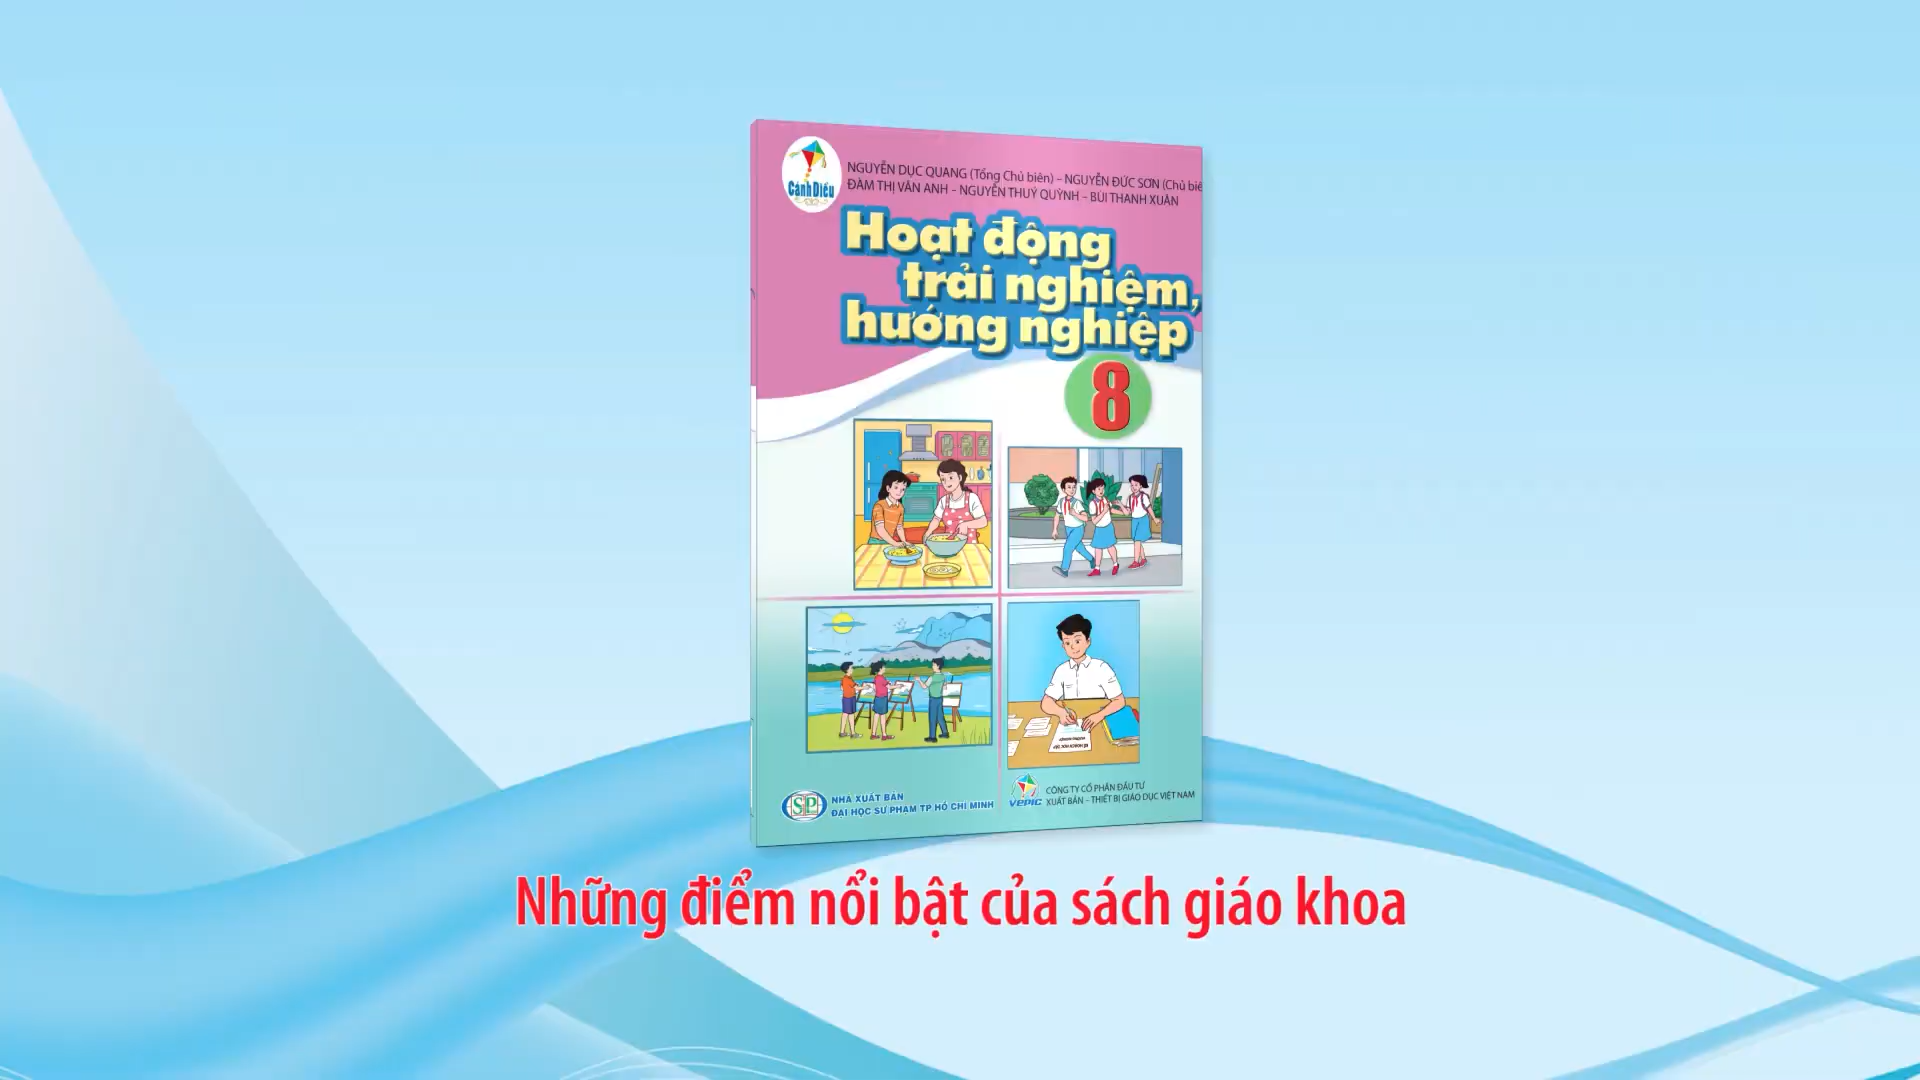 Cánh Diều
NGUYỄN DỤC QUANG (Tổng Chủ biên) – NGUYỄN ĐỨC SƠN (Chủ biê
ĐÀM THỊ VÂN ANH – NGUYỄN THUÝ QUỲNH – BÙI THANH XUÂN
Hoạt động
trải nghiệm,
hướng nghiệp
8
SP
NHÀ XUẤT BẢN
ĐẠI HỌC SƯ PHẠM TP HỒ CHÍ MINH
VEPIC
CÔNG TY CỔ PHẦN ĐẦU TƯ
XUẤT BẢN – THIẾT BỊ GIÁO DỤC VIỆT NAM
Những điểm nổi bật của sách giáo khoa